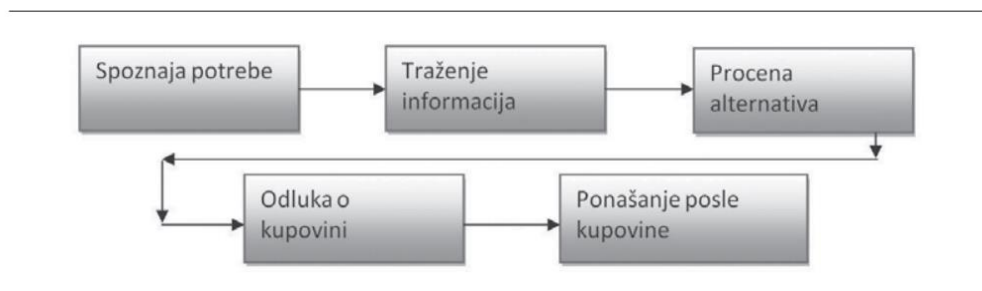 Spoznaja potrebe
Traženje
informacija
Procena
alternativa
Odluka o
kupovini
Ponašanje posle
kupovine